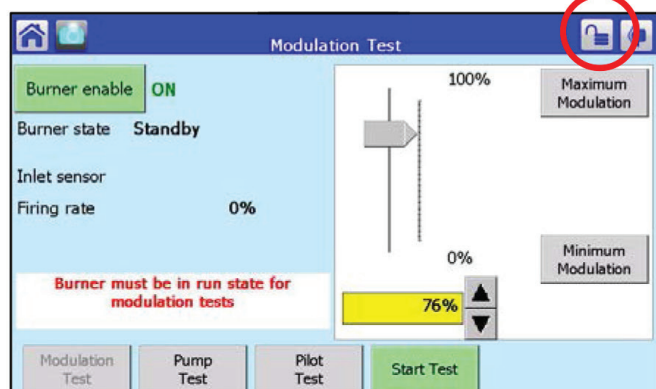 Modulation Test
Burner enable ON
Burner state Standby
Inlet sensor
Firing rate 0%
Burner must be in run state for
modulation tests
100%
0%
76%
Maximum
Modulation
Minimum
Modulation
Modulation
Test
Pump
Test
Pilot
Test
Start Test